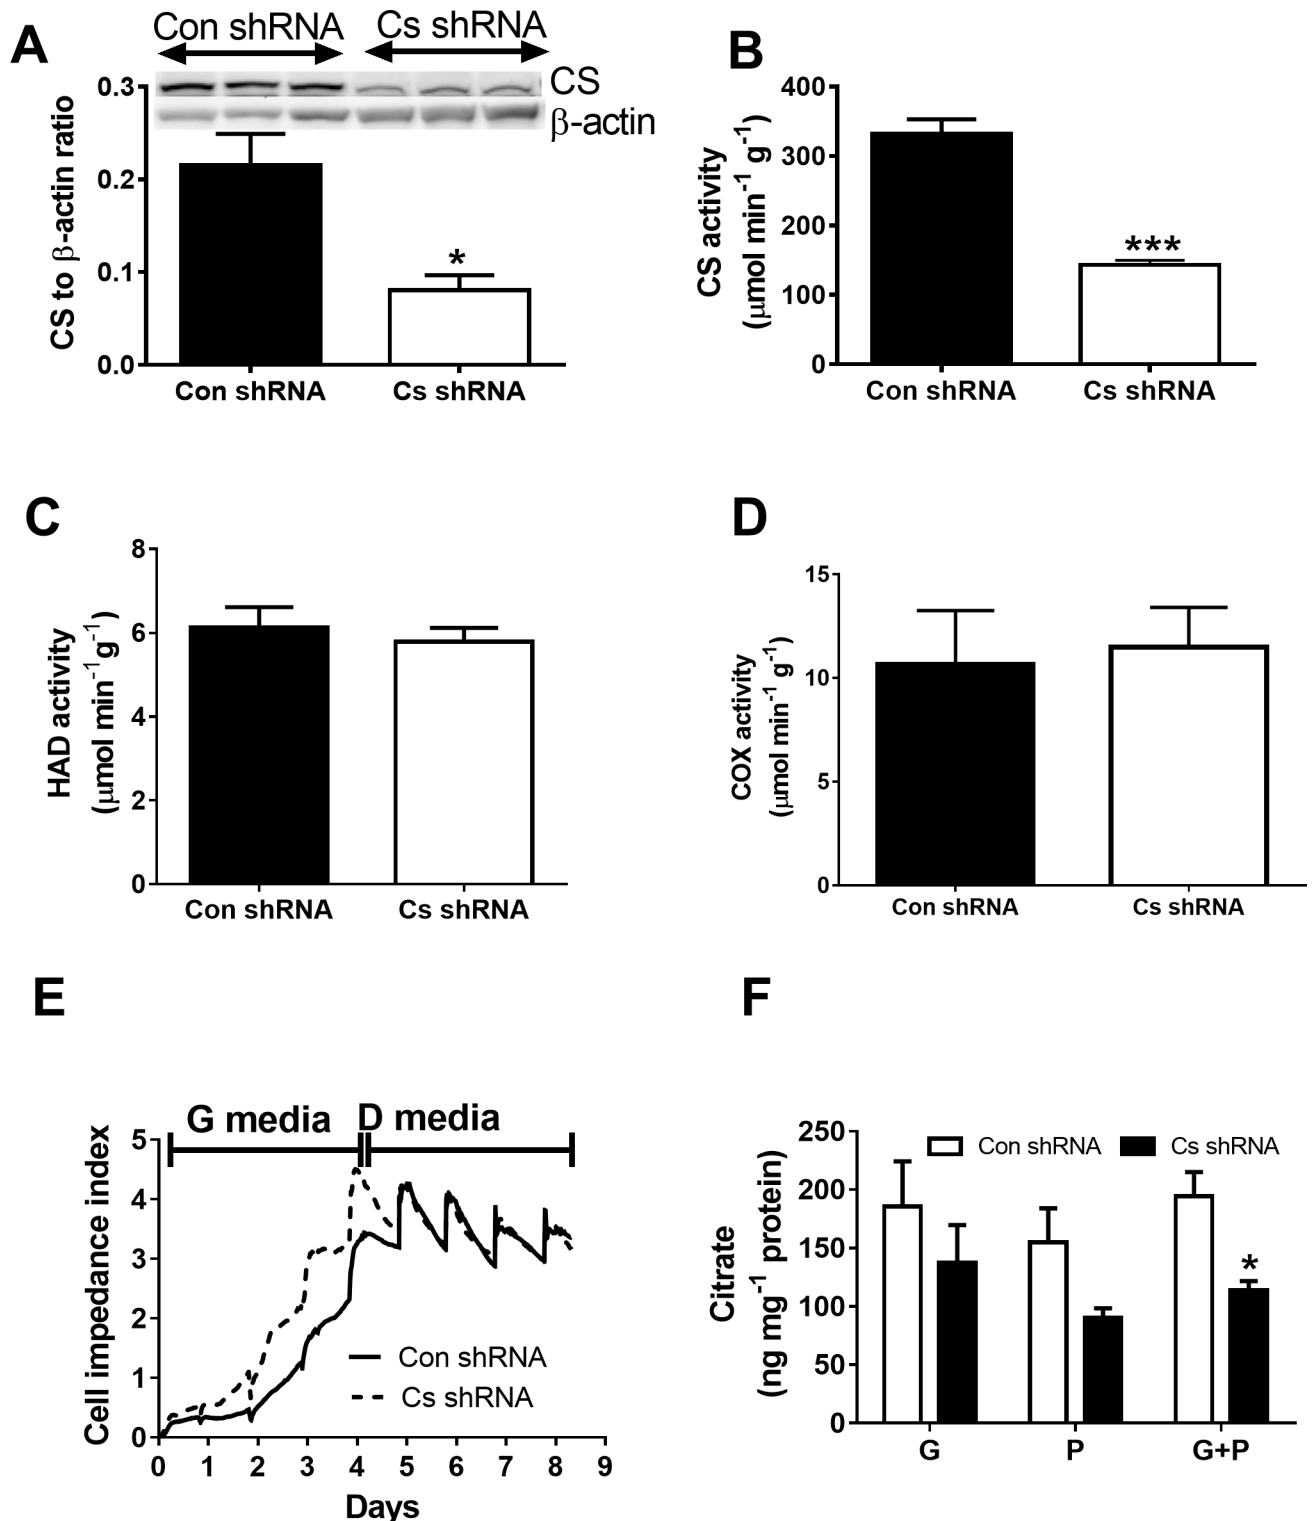 A
Con shRNA
Cs shRNA
CS
β-actin
0.3
0.2
0.1
0.0
CS to β-actin ratio
*
Con shRNA
Cs shRNA
B
400
300
200
100
0
CS activity
(μmol min⁻¹ g⁻¹)
***
Con shRNA
Cs shRNA
C
8
6
4
2
0
HAD activity
(μmol min⁻¹g⁻¹)
Con shRNA
Cs shRNA
D
15
10
5
0
COX activity
(μmol min⁻¹ g⁻¹)
Con shRNA
Cs shRNA
E
G media
D media
5
4
3
2
1
0
Cell impedance index
Con shRNA
Cs shRNA
0 1 2 3 4 5 6 7 8 9
Days
F
250
200
150
100
50
0
Citrate
(ng mg⁻¹ protein)
Con shRNA
Cs shRNA
*
G
P
G+P